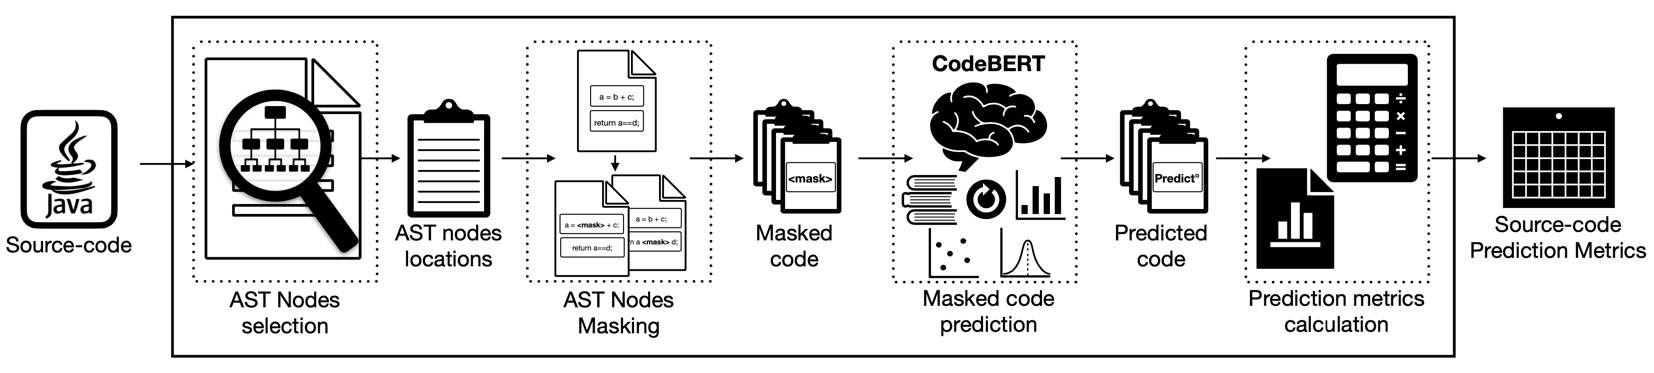 Java
Source-code
AST Nodes
selection
AST nodes
locations
a = b + c;
return a==d;
a = <mask> + c;
return a==d;
a = b + c;
n a <mask> d;
AST Nodes
Masking
<mask>
Masked
code
CodeBERT
Masked code
prediction
Predict°
Predicted
code
÷
×
−
+
=
Prediction metrics
calculation
Source-code
Prediction Metrics